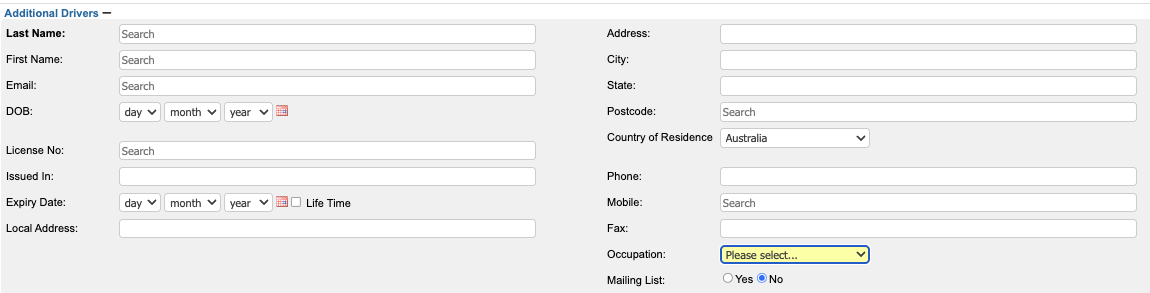 Additional Drivers —
Last Name: Search
First Name: Search
Email: Search
DOB: day month year
License No: Search
Issued In:
Expiry Date: day month year Life Time
Local Address:
Address:
City:
State:
Postcode: Search
Country of Residence Australia
Phone:
Mobile: Search
Fax:
Occupation: Please select...
Mailing List: Yes No